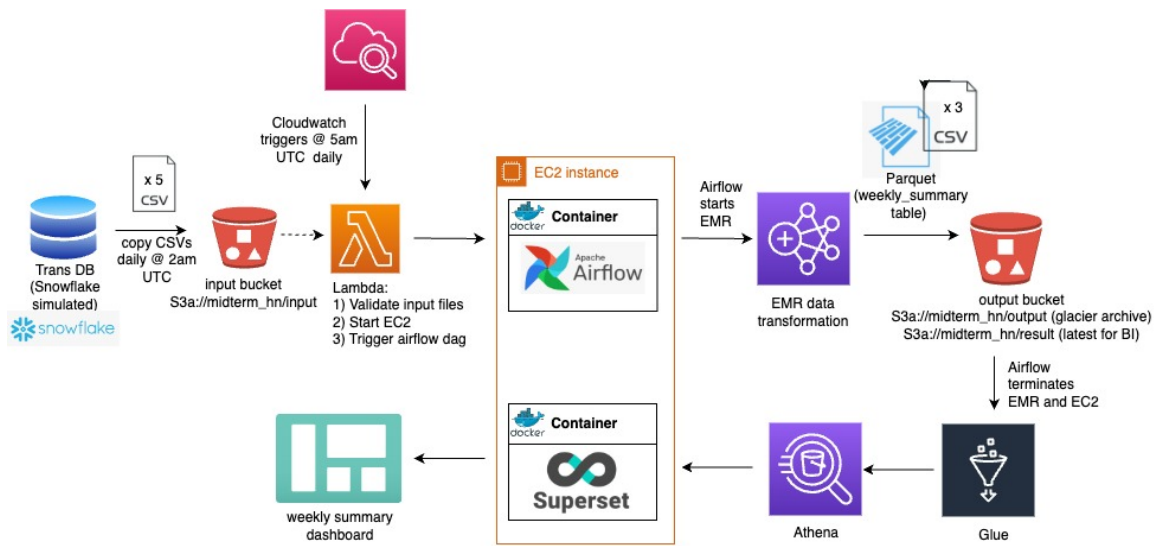 Cloudwatch
triggers @ 5am
UTC daily
x 5
CSV
Trans DB
(Snowflake
simulated)
snowflake
copy CSVs
daily @ 2am
UTC
input bucket
S3a://midterm_hn/input
Lambda:
1) Validate input files
2) Start EC2
3) Trigger airflow dag
EC2 instance
docker
Container
Apache
Airflow
Airflow
starts
EMR
EMR data
transformation
x 3
CSV
Parquet
(weekly_summary
table)
output bucket
S3a://midterm_hn/output (glacier archive)
S3a://midterm_hn/result (latest for BI)
Airflow
terminates
EMR and EC2
Glue
Athena
docker
Container
Superset
weekly summary
dashboard